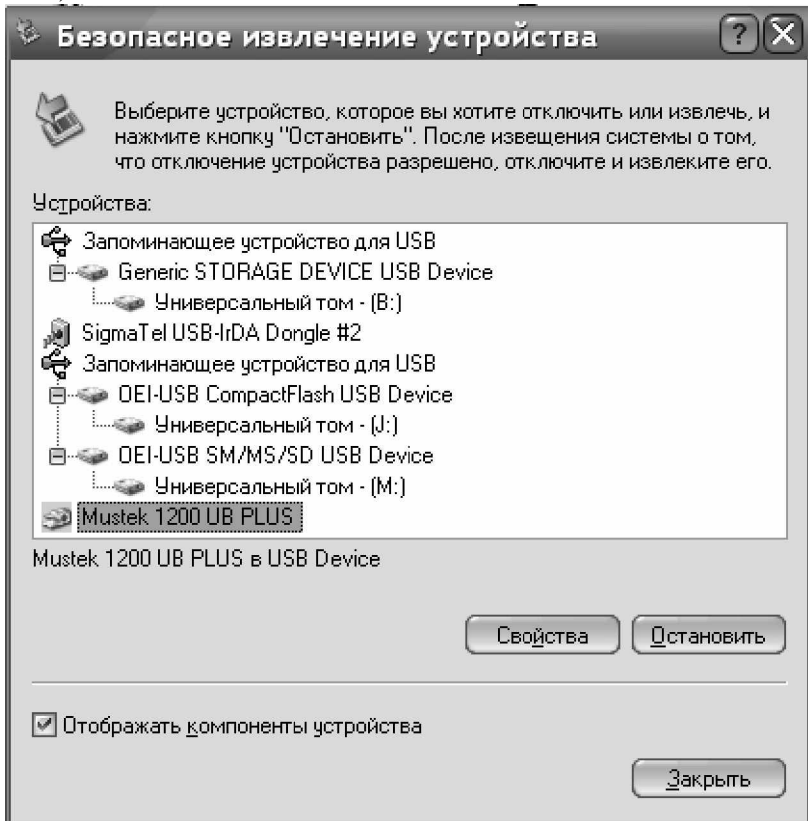 Безопасное извлечение устройства
Выберите устройство, которое вы хотите отключить или извлечь, и
нажмите кнопку "Остановить". После извещения системы о том,
что отключение устройства разрешено, отключите и извлеките его.
Устройства:
Запоминающее устройство для USB
Generic STORAGE DEVICE USB Device
Универсальный том - (B:)
SigmaTel USB-IrDA Dongle #2
Запоминающее устройство для USB
OEI-USB CompactFlash USB Device
Универсальный том - (J:)
OEI-USB SM/MS/SD USB Device
Универсальный том - (M:)
Mustek 1200 UB PLUS
Mustek 1200 UB PLUS в USB Device
Свойства Остановить
Отображать компоненты устройства
Закрыть